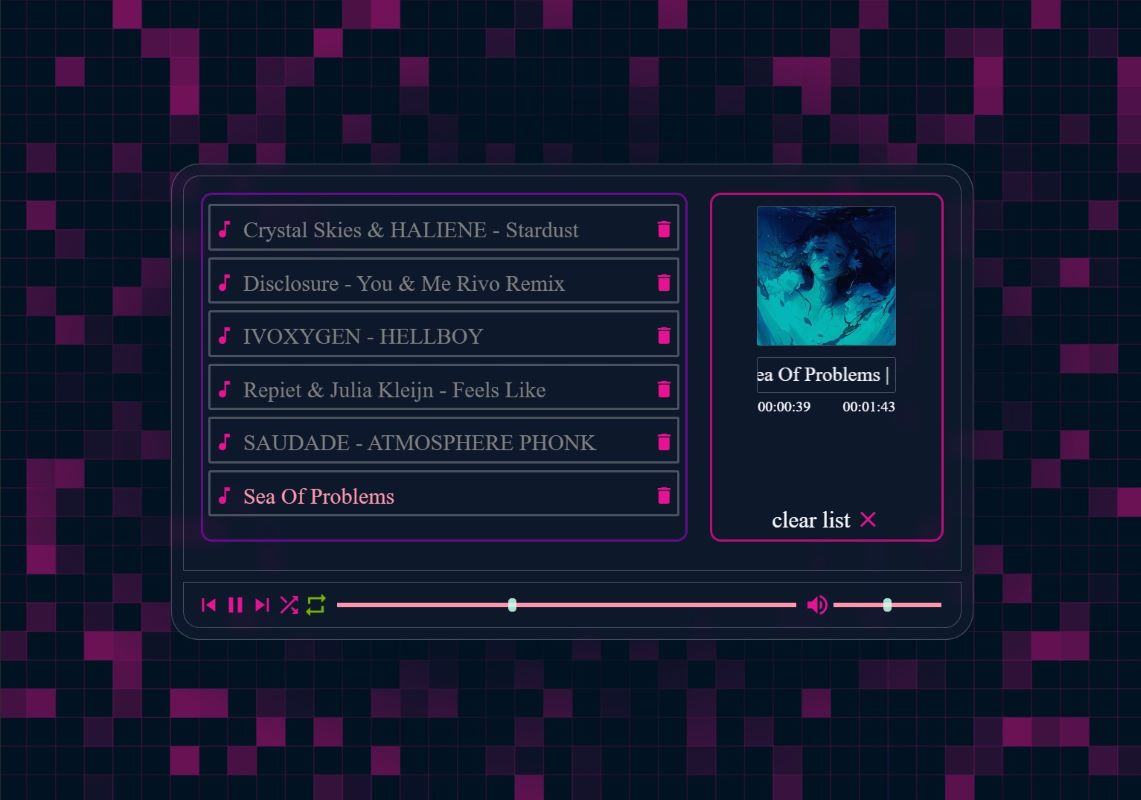 Crystal Skies & HALIENE - Stardust
Disclosure - You & Me Rivo Remix
IVOXYGEN - HELLBOY
Repiet & Julia Kleijn - Feels Like
SAUDADE - ATMOSPHERE PHONK
Sea Of Problems
ea Of Problems |
00:00:39 00:01:43
clear list